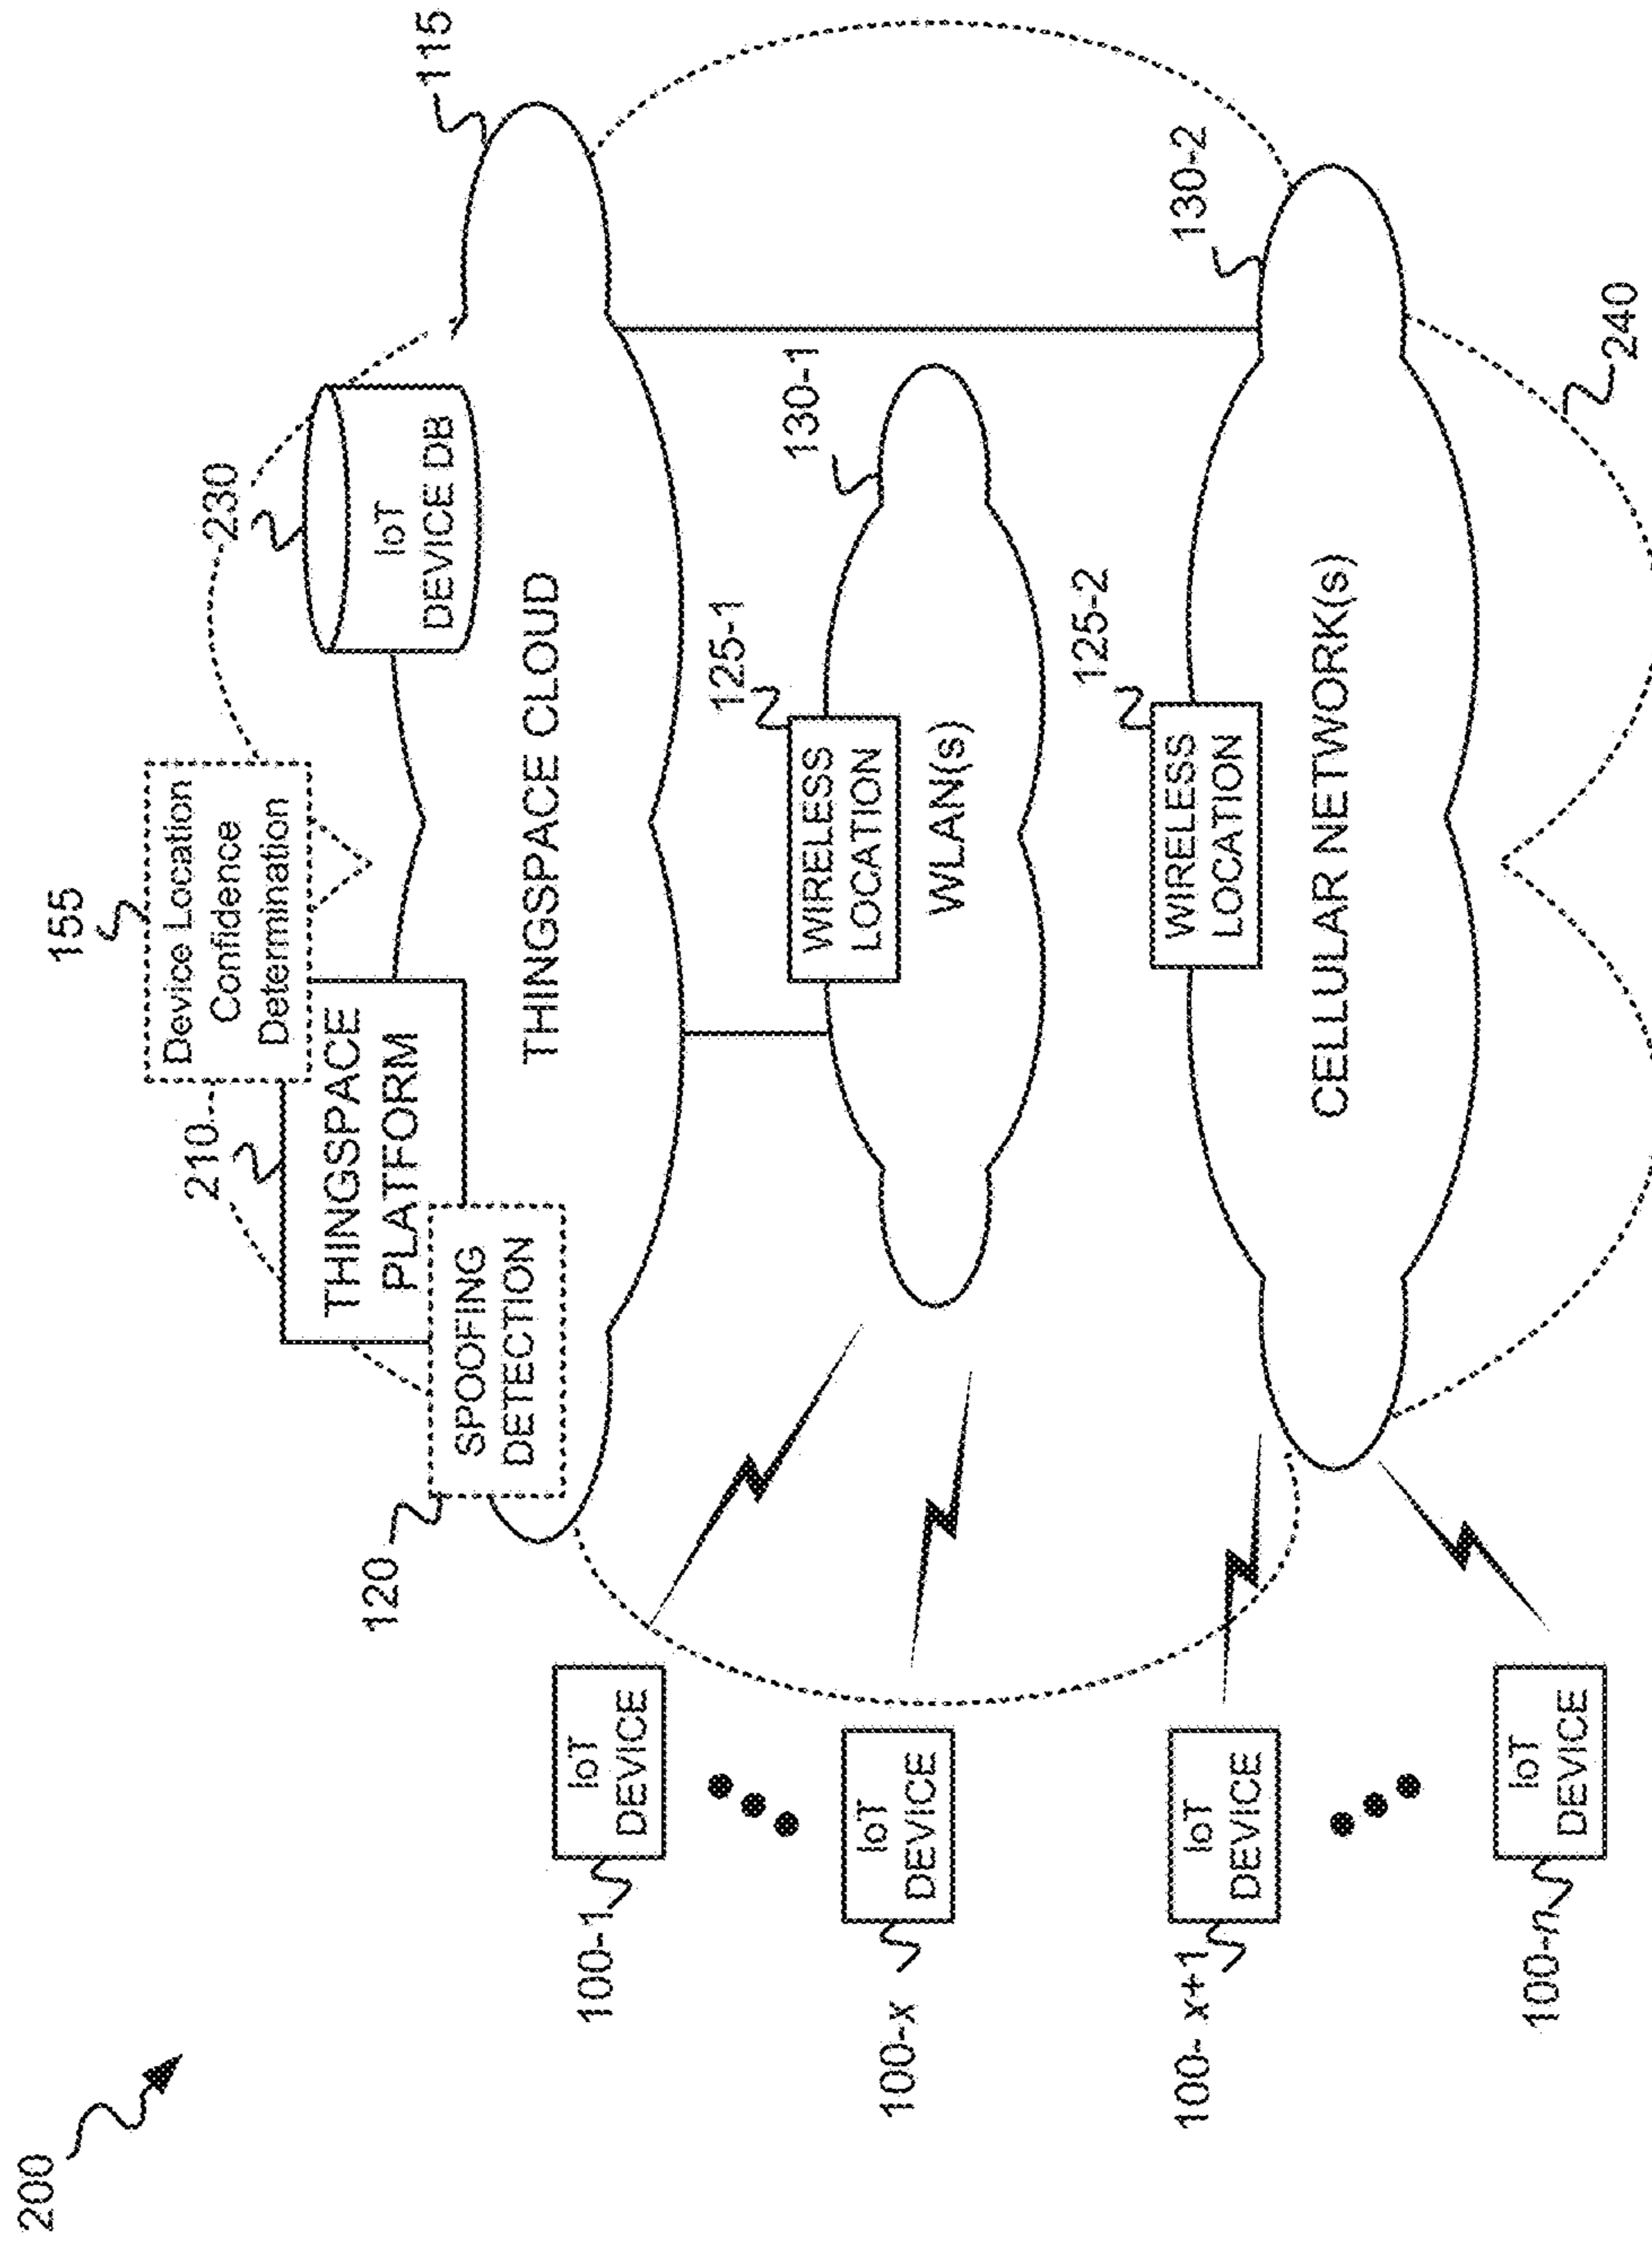 200
155
Device Location
Confidence
Determination
210
THINGSPACE
PLATFORM
230
IoT
DEVICE DB
115
120
SPOOFING
DETECTION
THINGSPACE CLOUD
100-1
IoT
DEVICE
125-1
WIRELESS
LOCATION
130-1
WLAN(s)
100-x
IoT
DEVICE
125-2
WIRELESS
LOCATION
130-2
100- x+1
IoT
DEVICE
CELLULAR NETWORK(s)
100-n
IoT
DEVICE
240